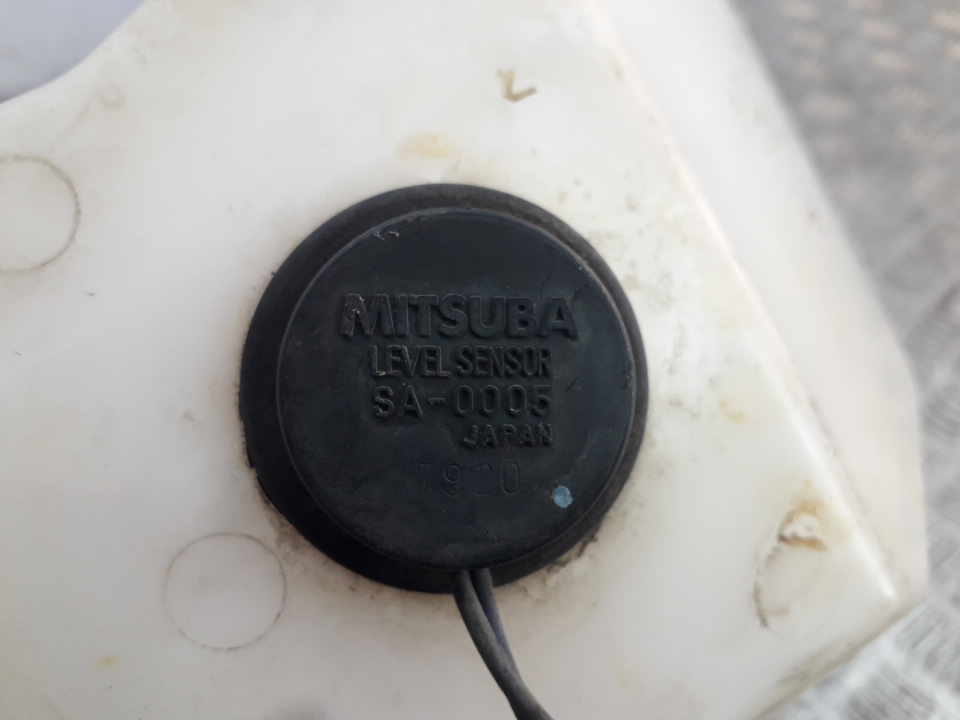 MITSUBA
LEVEL SENSOR
SA-0005
JAPAN